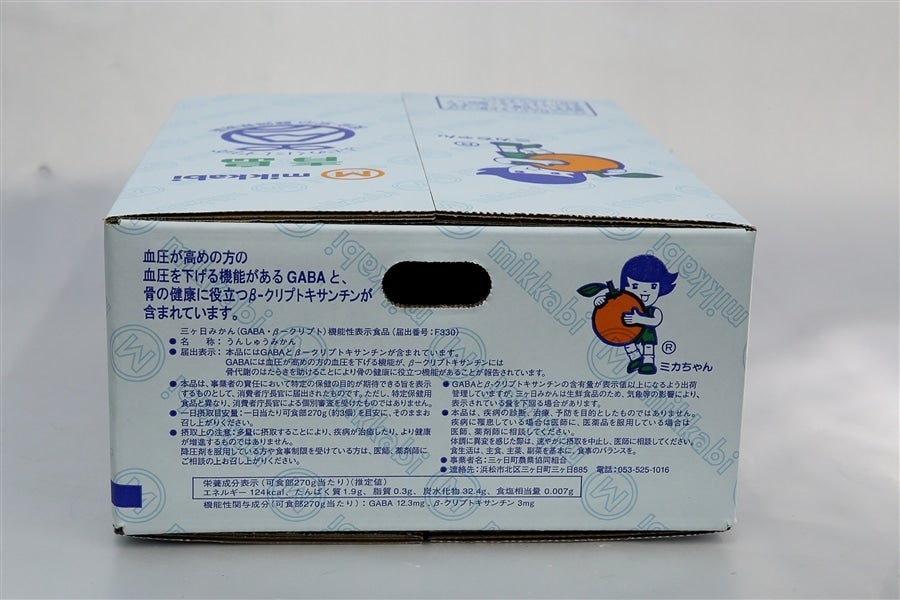 mikkabi
青島
ミカちゃん
血圧が高めの方の
血圧を下げる機能があるGABAと、
骨の健康に役立つβ-クリプトキサンチンが
含まれています。
三ヶ日みかん(GABA・β-クリプト)機能性表示食品(届出番号:F330)
●名　称:うんしゅうみかん
●届出表示:本品にはGABAとβ-クリプトキサンチンが含まれています。
GABAには血圧が高めの方の血圧を下げる機能が、β-クリプトキサンチンには
骨代謝のはたらきを助けることにより骨の健康に役立つ機能があることが報告されています。
●本品は、事業者の責任において特定の保健の目的が期待できる旨を表示
するものとして、消費者庁長官に届出されたものです。ただし、特定保健用
食品と異なり、消費者庁長官による個別審査を受けたものではありません。
●一日摂取目安量:一日当たり可食部270g(約3個)を目安に、そのままお
召し上がりください。
●摂取上の注意:多量に摂取することにより、疾病が治癒したり、より健康
が増進するものではありません。
降圧剤を服用している方や食事制限を受けている方は、医師、薬剤師に
ご相談の上お召し上がりください。
●GABAとβ-クリプトキサンチンの含有量が表示値以上になるよう出荷
管理していますが、三ヶ日みかんは生鮮食品のため、気象等の影響により、
表示されている量を下回る場合があります。
●本品は、疾病の診断、治療、予防を目的としたものではありません。
疾病に罹患している場合は医師に、医薬品を服用している場合は
医師、薬剤師に相談してください。
体調に異変を感じた際は、速やかに摂取を中止し、医師に相談してください。
食生活は、主食、主菜、副菜を基本に、食事のバランスを。
●事業者名:三ヶ日町農業協同組合
●連絡先:浜松市北区三ヶ日町三ヶ日885　電話:053-525-1016
栄養成分表示(可食部270g当たり)(推定値)
エネルギー 124kcal、たんぱく質 1.9g、脂質 0.3g、炭水化物 32.4g、食塩相当量 0.007g
機能性関与成分(可食部270g当たり):GABA 12.3mg、β-クリプトキサンチン 3mg
®
ミカちゃん
mikkabi
mikkabi
mikkabi
mikkabi